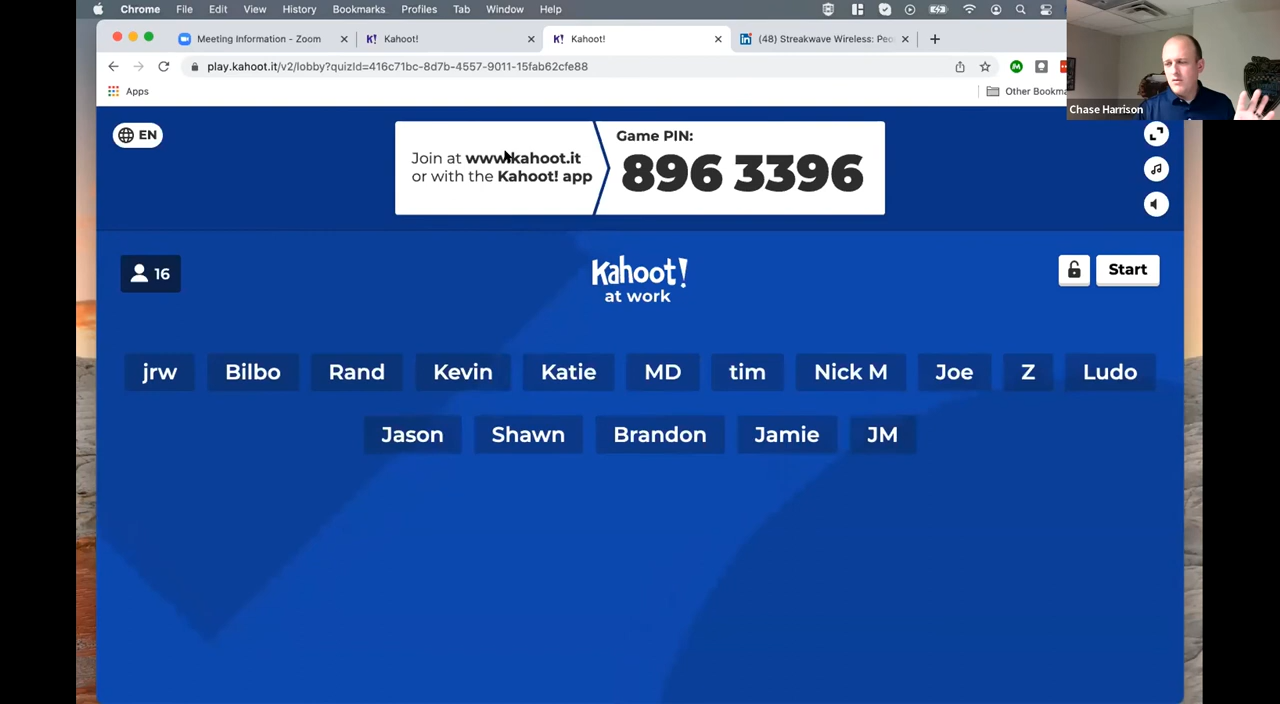 Chrome File Edit View History Bookmarks Profiles Tab Window Help
Meeting Information - Zoom
Kahoot!
Kahoot!
(48) Streakwave Wireless: Peo
play.kahoot.it/v2/lobby?quizId=416c71bc-8d7b-4557-9011-15fab62cfe88
Apps
Other Bookma
Chase Harrison
EN
Join at www.kahoot.it
or with the Kahoot! app
Game PIN:
896 3396
16
Kahoot!
at work
Start
jrw Bilbo Rand Kevin Katie MD tim Nick M Joe Z Ludo
Jason Shawn Brandon Jamie JM